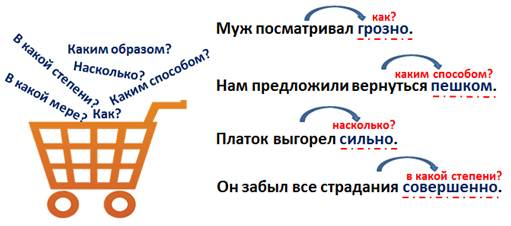 Каким образом?
В какой степени?
Насколько?
Каким способом?
В какой мере?
Как?
как?
Муж посматривал грозно.
каким способом?
Нам предложили вернуться пешком.
насколько?
Платок выгорел сильно.
в какой степени?
Он забыл все страдания совершенно.